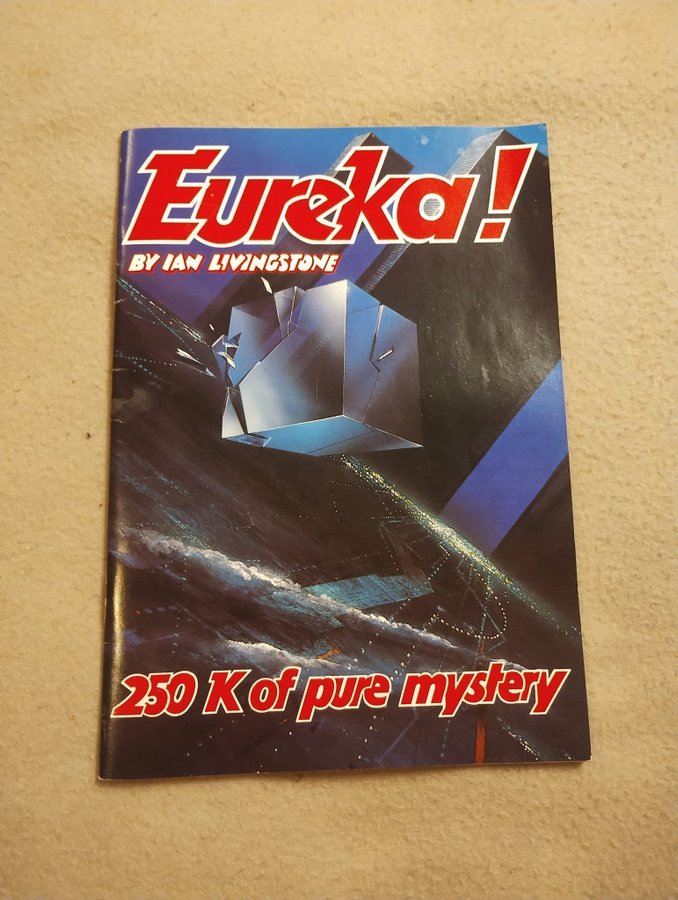 Eureka!
BY IAN LIVINGSTONE
250 K of pure mystery